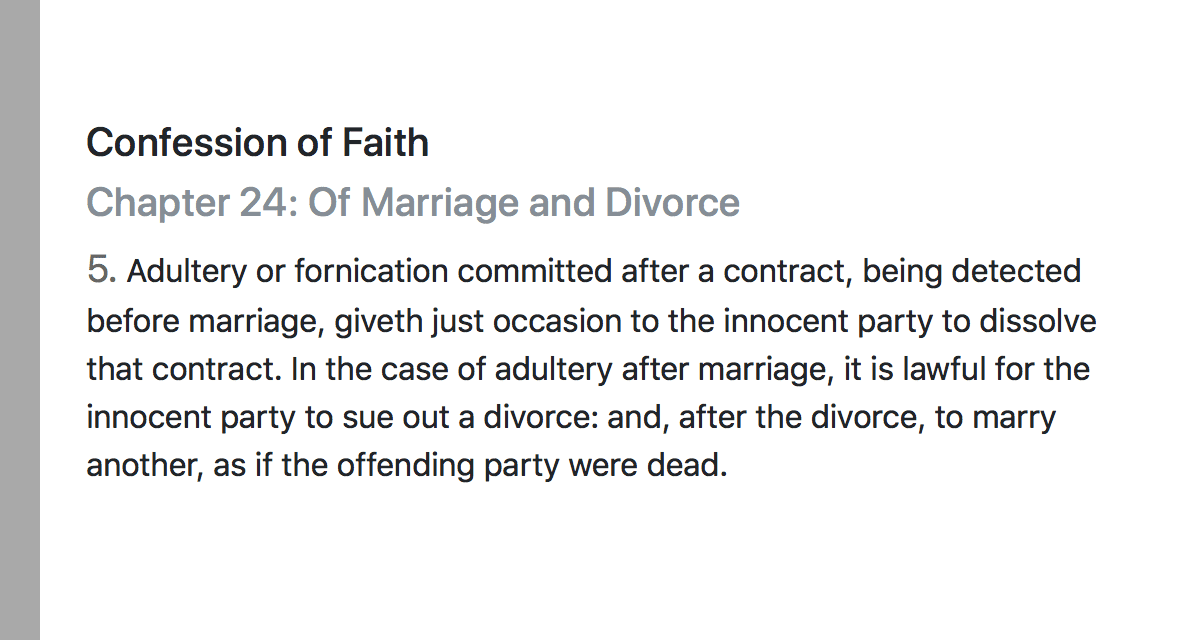 Confession of Faith
Chapter 24: Of Marriage and Divorce
5. Adultery or fornication committed after a contract, being detected
before marriage, giveth just occasion to the innocent party to dissolve
that contract. In the case of adultery after marriage, it is lawful for the
innocent party to sue out a divorce: and, after the divorce, to marry
another, as if the offending party were dead.